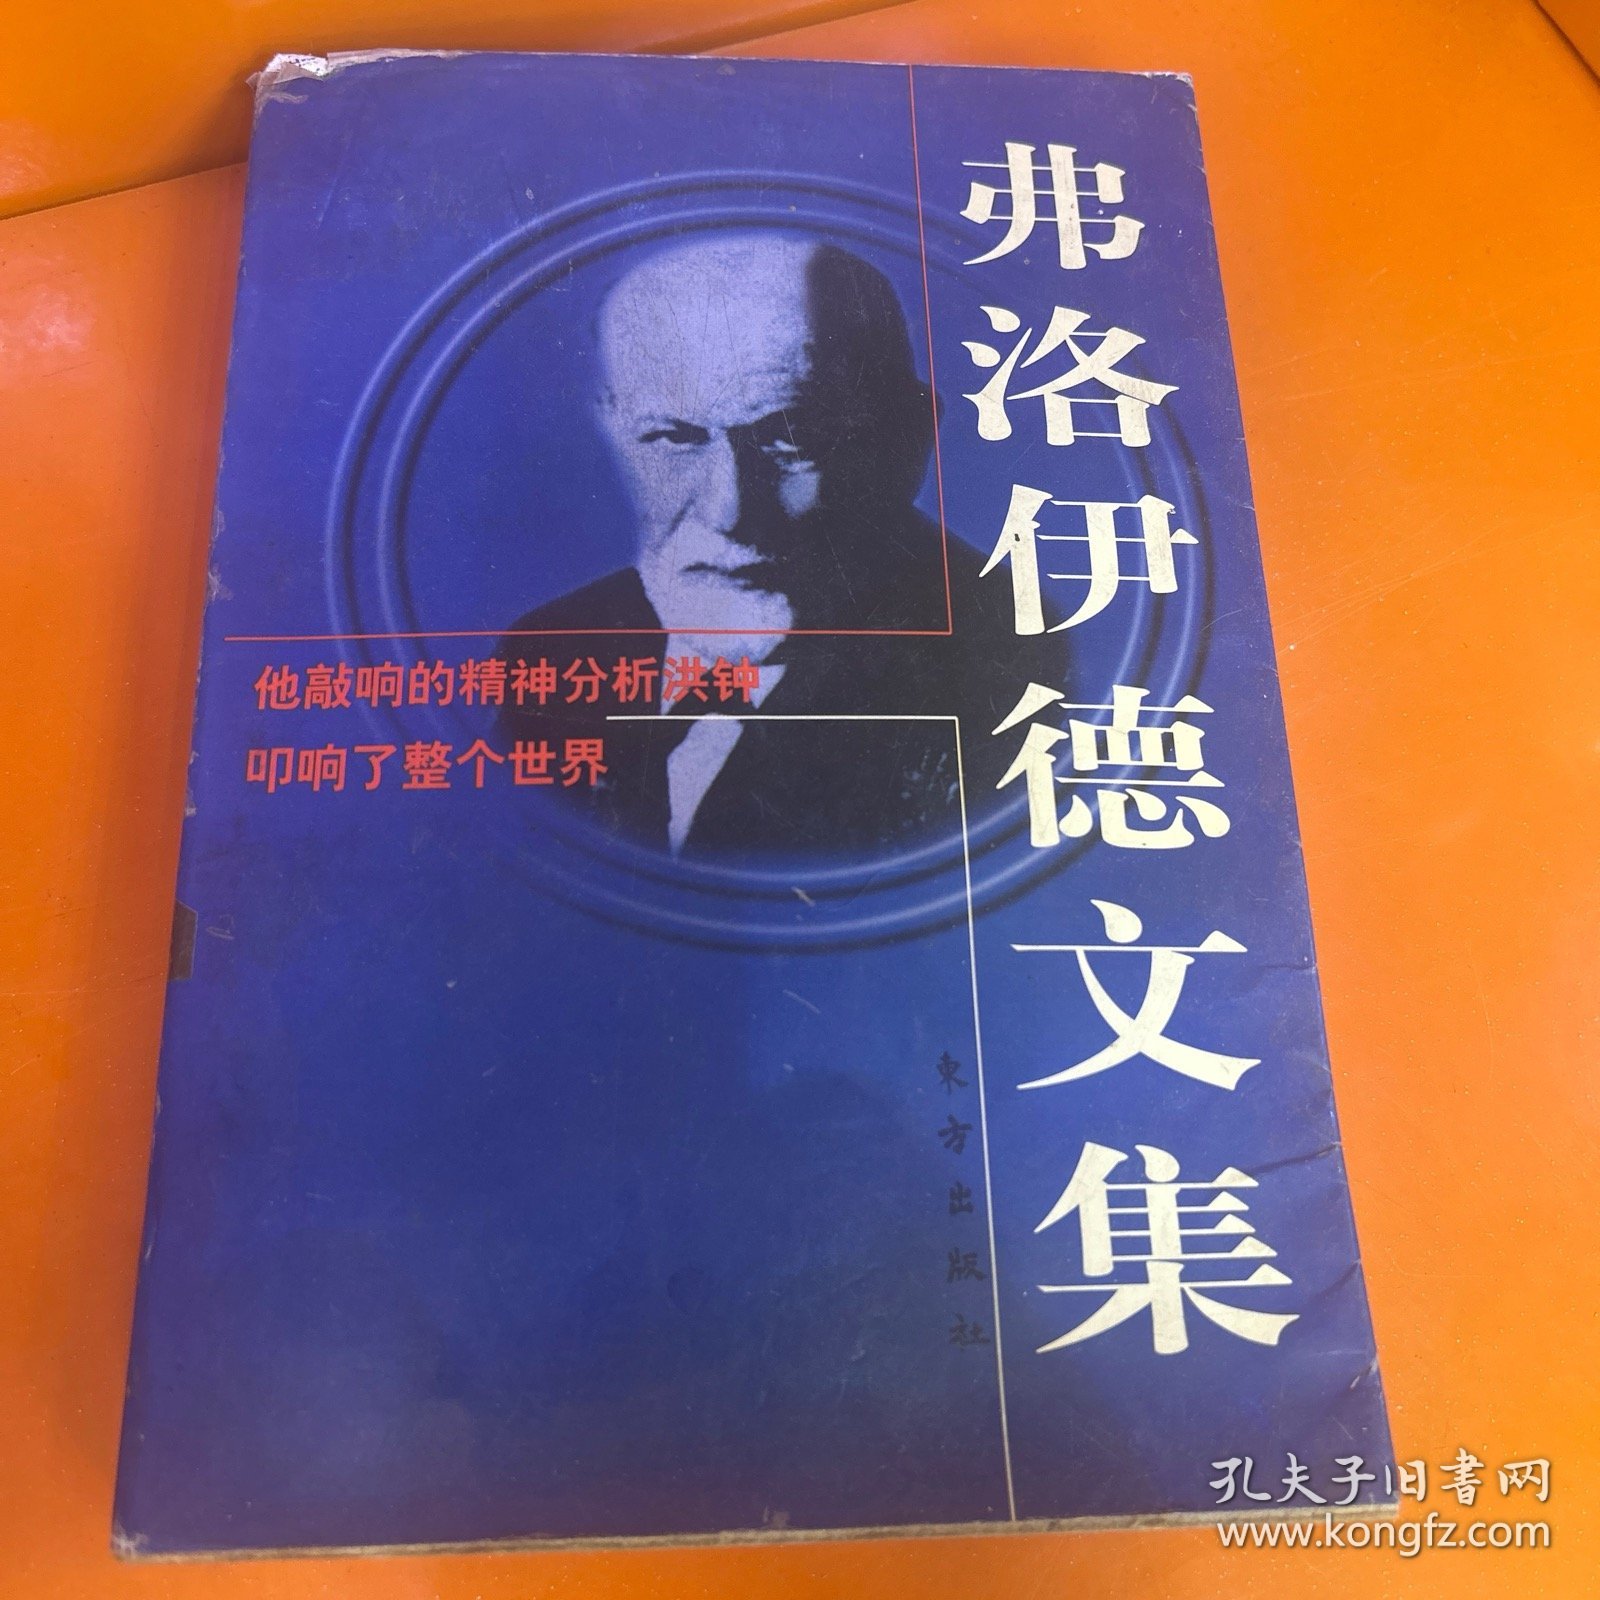 弗洛伊德文集
他敲响的精神分析洪钟
叩响了整个世界
東方出版社
孔夫子旧書网
www.kongfz.com